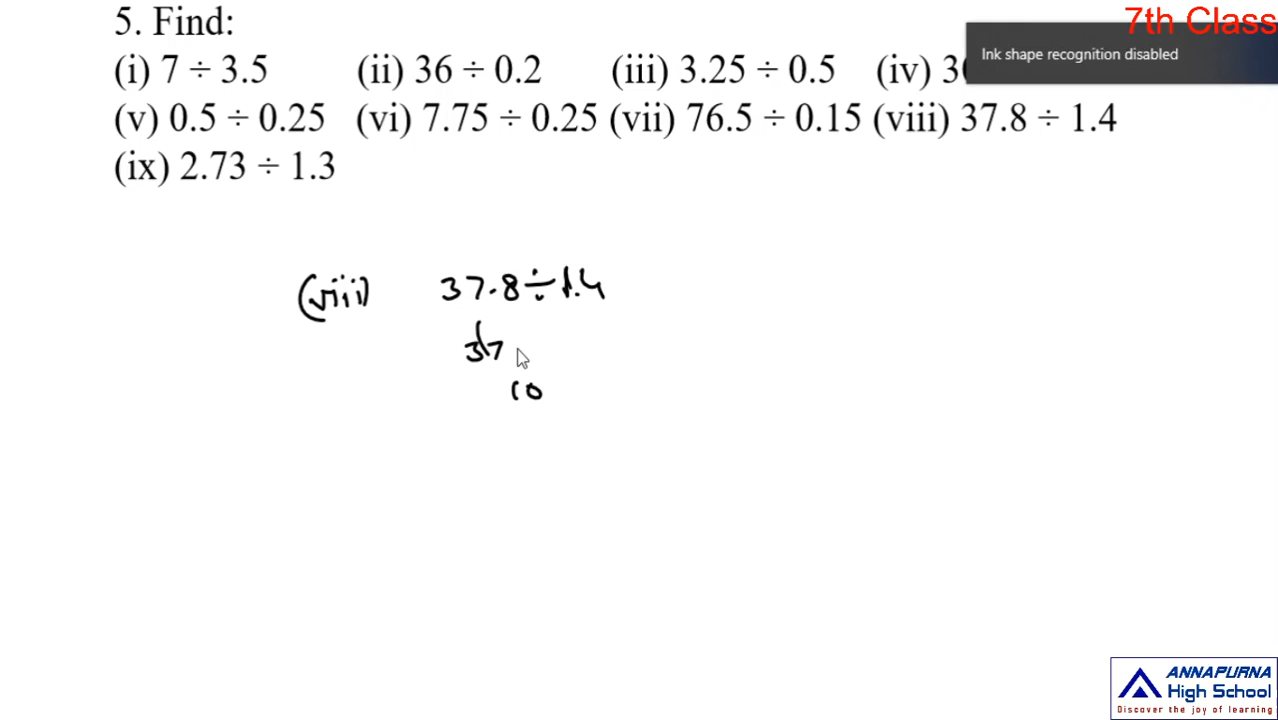 7th Class
Ink shape recognition disabled
5. Find:
(i) 7 ÷ 3.5 (ii) 36 ÷ 0.2 (iii) 3.25 ÷ 0.5 (iv)
(v) 0.5 ÷ 0.25 (vi) 7.75 ÷ 0.25 (vii) 76.5 ÷ 0.15 (viii) 37.8 ÷ 1.4
(ix) 2.73 ÷ 1.3
(viii) 37.8 ÷ 1.4
37
10
ANNAPURNA
High School
Discover the joy of learning